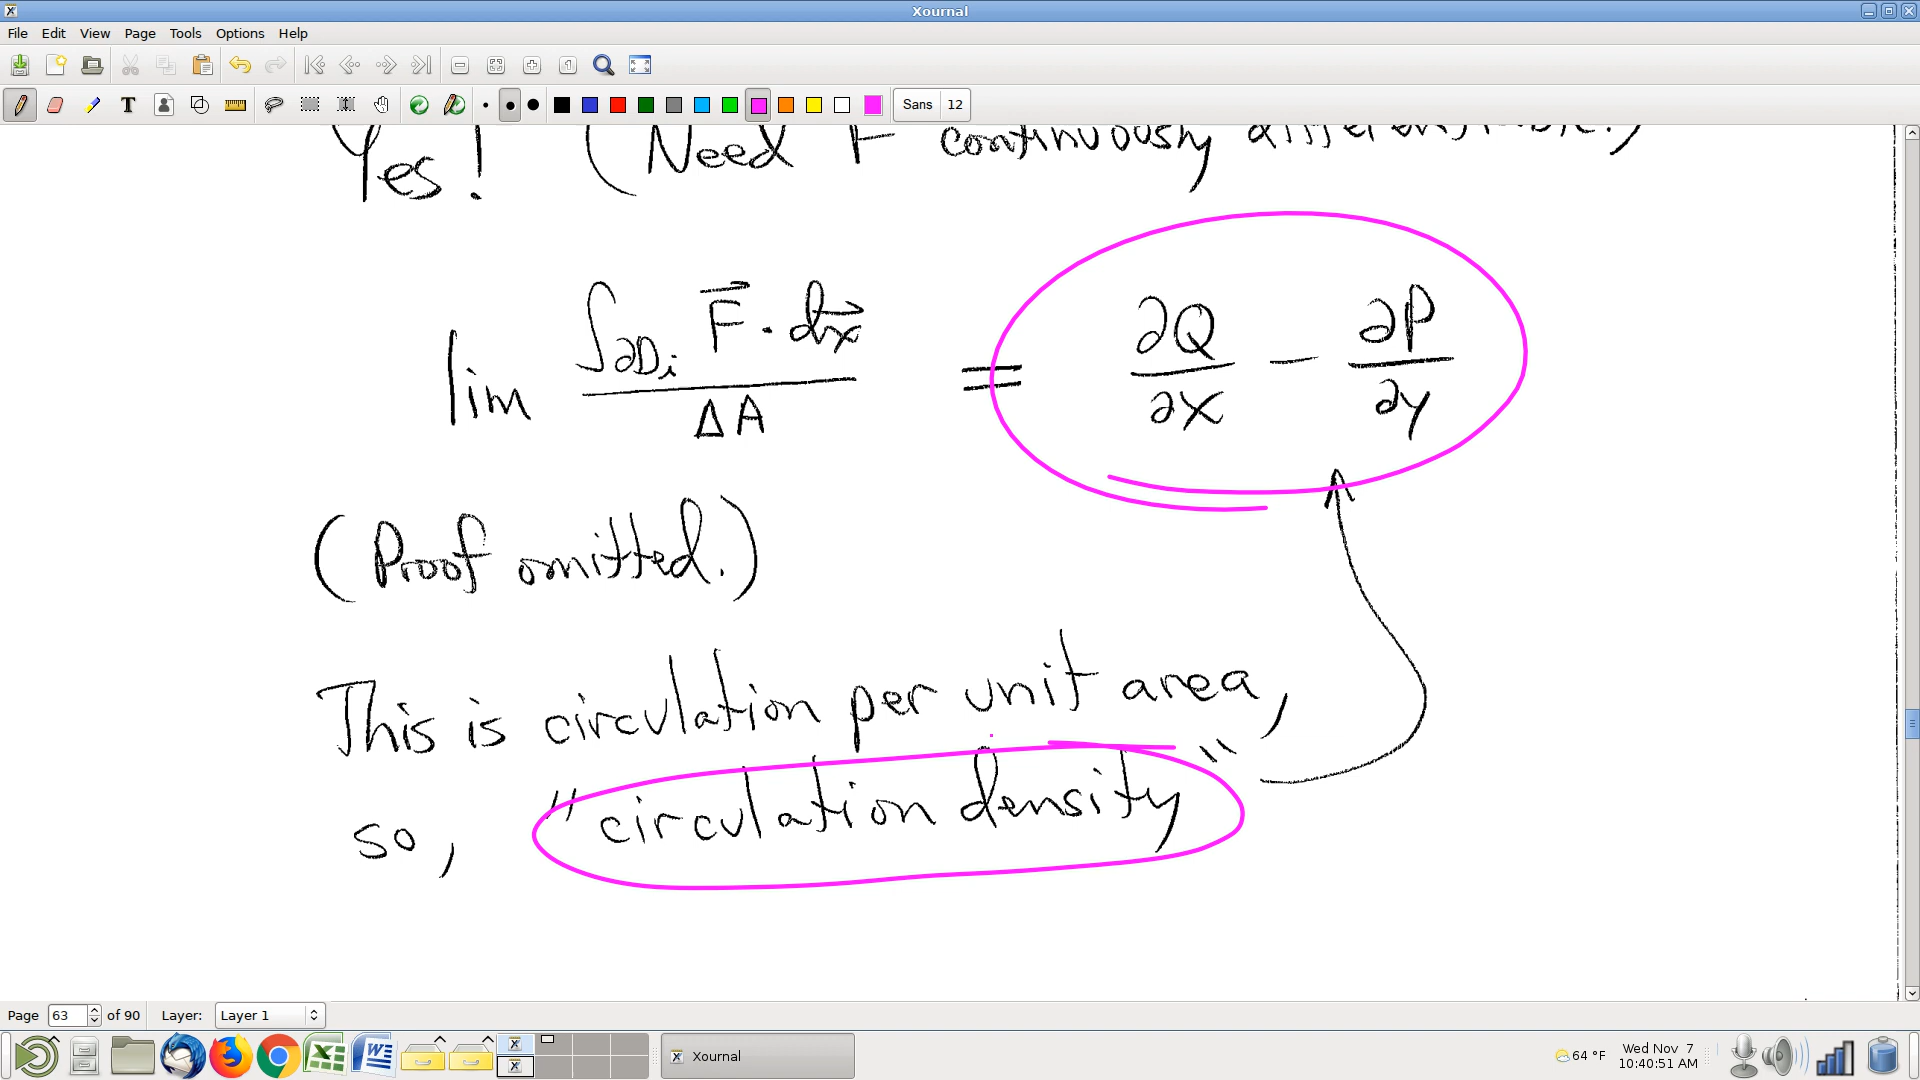 Xournal
File Edit View Page Tools Options Help
Sans 12
Yes! (Need F continuously differentiable.)
lim ∫∂Di F⃗ · dx⃗ / ΔA = ∂Q/∂x − ∂P/∂y
(Proof omitted.)
This is circulation per unit area,
so, "circulation density"
Page 63 of 90 Layer: Layer 1
Xournal
64 °F
Wed Nov 7
10:40:51 AM